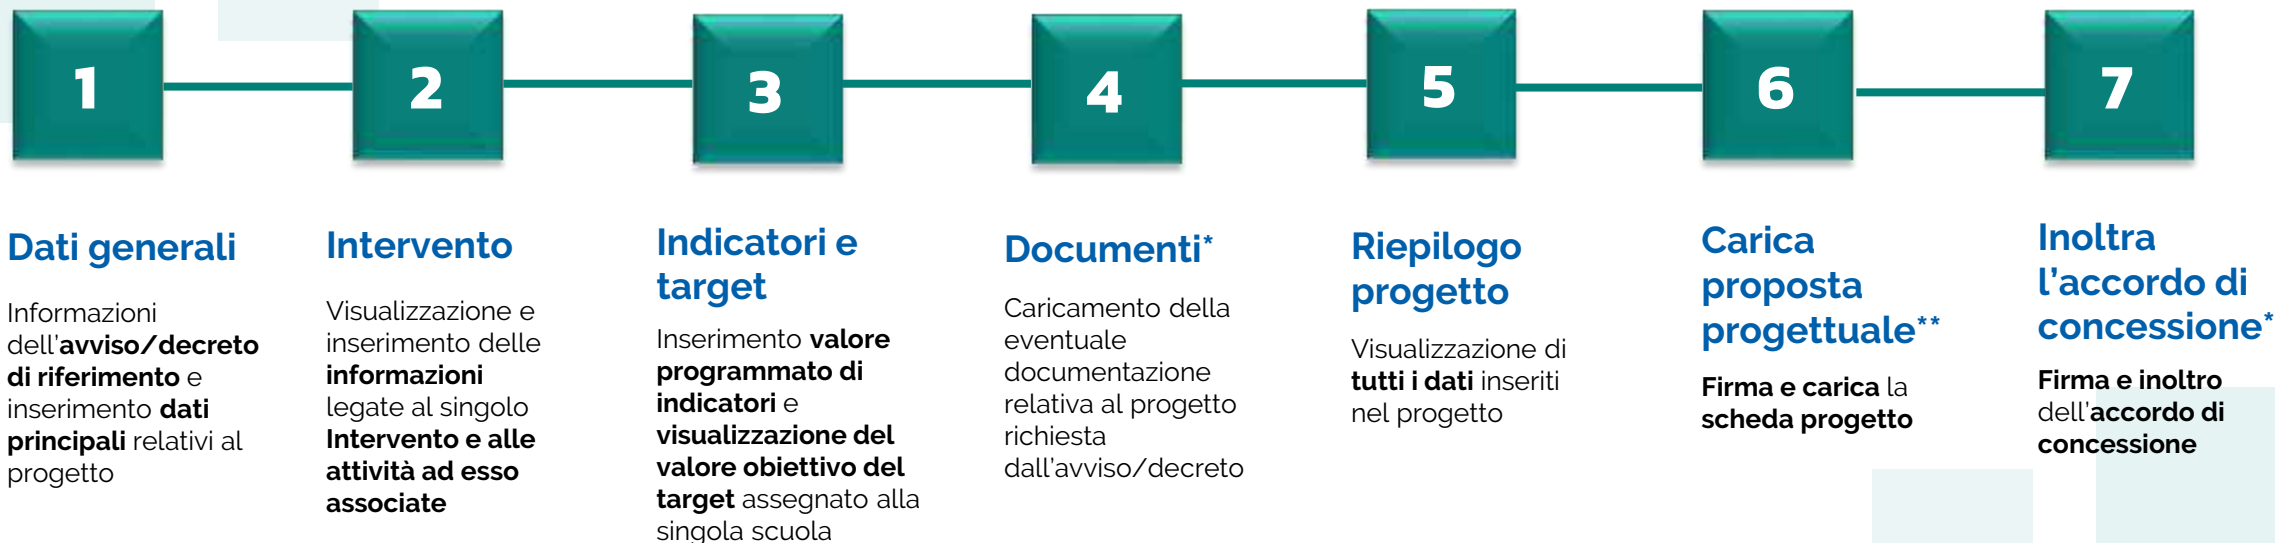 1
2
3
4
5
6
7
Dati generali
Informazioni
dell'avviso/decreto
di riferimento e
inserimento dati
principali relativi al
progetto
Intervento
Visualizzazione e
inserimento delle
informazioni
legate al singolo
Intervento e alle
attività ad esso
associate
Indicatori e
target
Inserimento valore
programmato di
indicatori e
visualizzazione del
valore obiettivo del
target assegnato alla
singola scuola
Documenti*
Caricamento della
eventuale
documentazione
relativa al progetto
richiesta
dall'avviso/decreto
Riepilogo
progetto
Visualizzazione di
tutti i dati inseriti
nel progetto
Carica
proposta
progettuale**
Firma e carica la
scheda progetto
Inoltra
l'accordo di
concessione*
Firma e inoltro
dell'accordo di
concessione